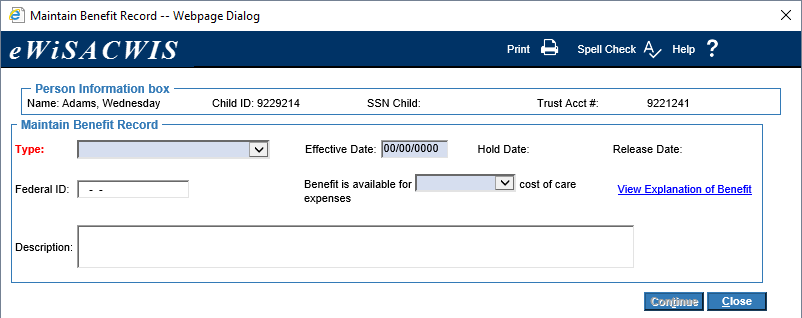 Maintain Benefit Record -- Webpage Dialog
eWiSACWIS Print Spell Check Help ?
Person Information box
Name: Adams, Wednesday Child ID: 9229214 SSN Child: Trust Acct #: 9221241
Maintain Benefit Record
Type: Effective Date: 00/00/0000 Hold Date: Release Date:
Federal ID: - - Benefit is available for cost of care
expenses
View Explanation of Benefit
Description:
Continue Close